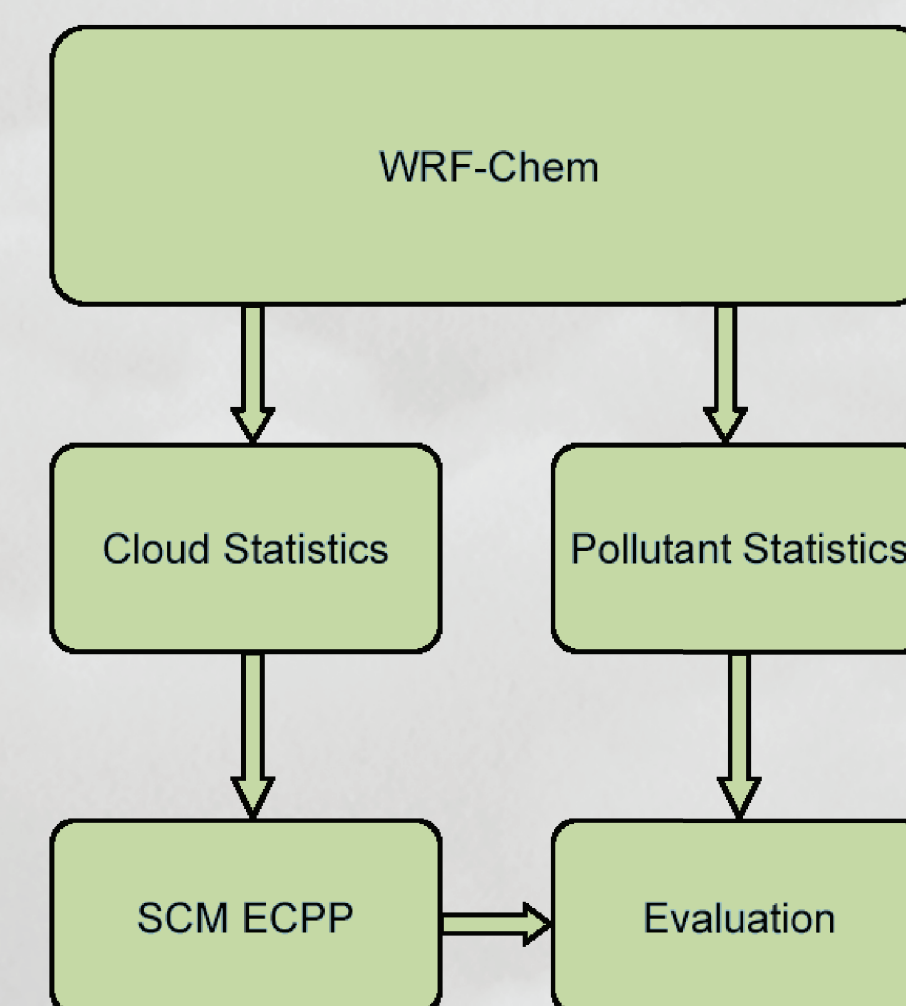 WRF-Chem
Cloud Statistics
Pollutant Statistics
SCM ECPP
Evaluation